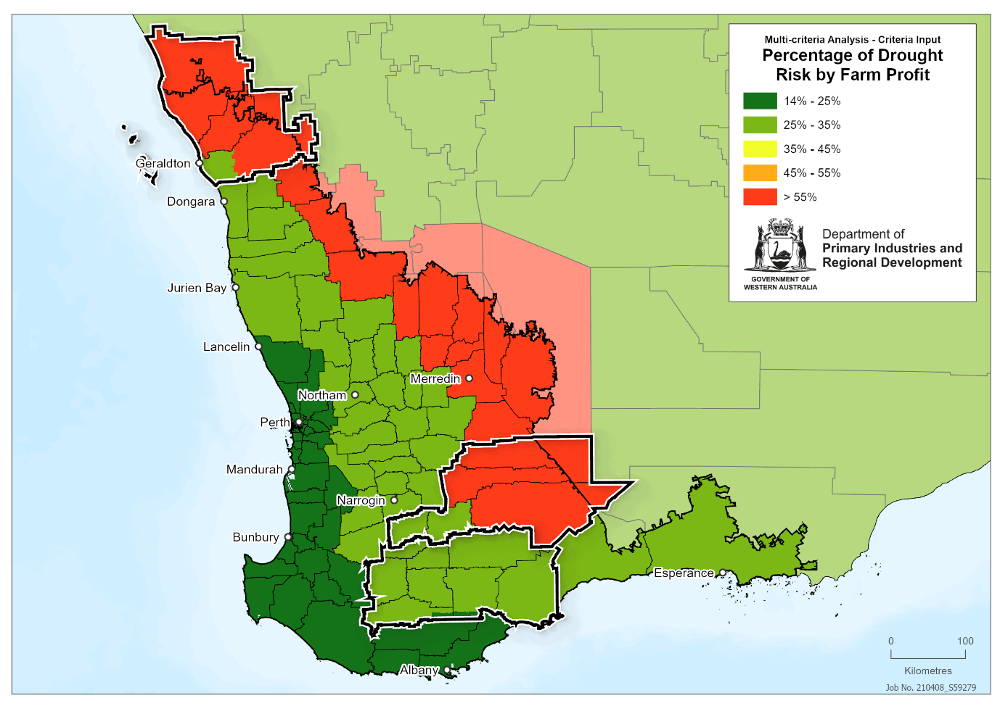 Multi-criteria Analysis - Criteria Input
Percentage of Drought
Risk by Farm Profit
14% - 25%
25% - 35%
35% - 45%
45% - 55%
> 55%
GOVERNMENT OF
WESTERN AUSTRALIA
Department of
Primary Industries and
Regional Development
Geraldton
Dongara
Jurien Bay
Lancelin
Merredin
Northam
Perth
Mandurah
Narrogin
Bunbury
Esperance
Albany
0 100
Kilometres
Job No. 210408_S59279